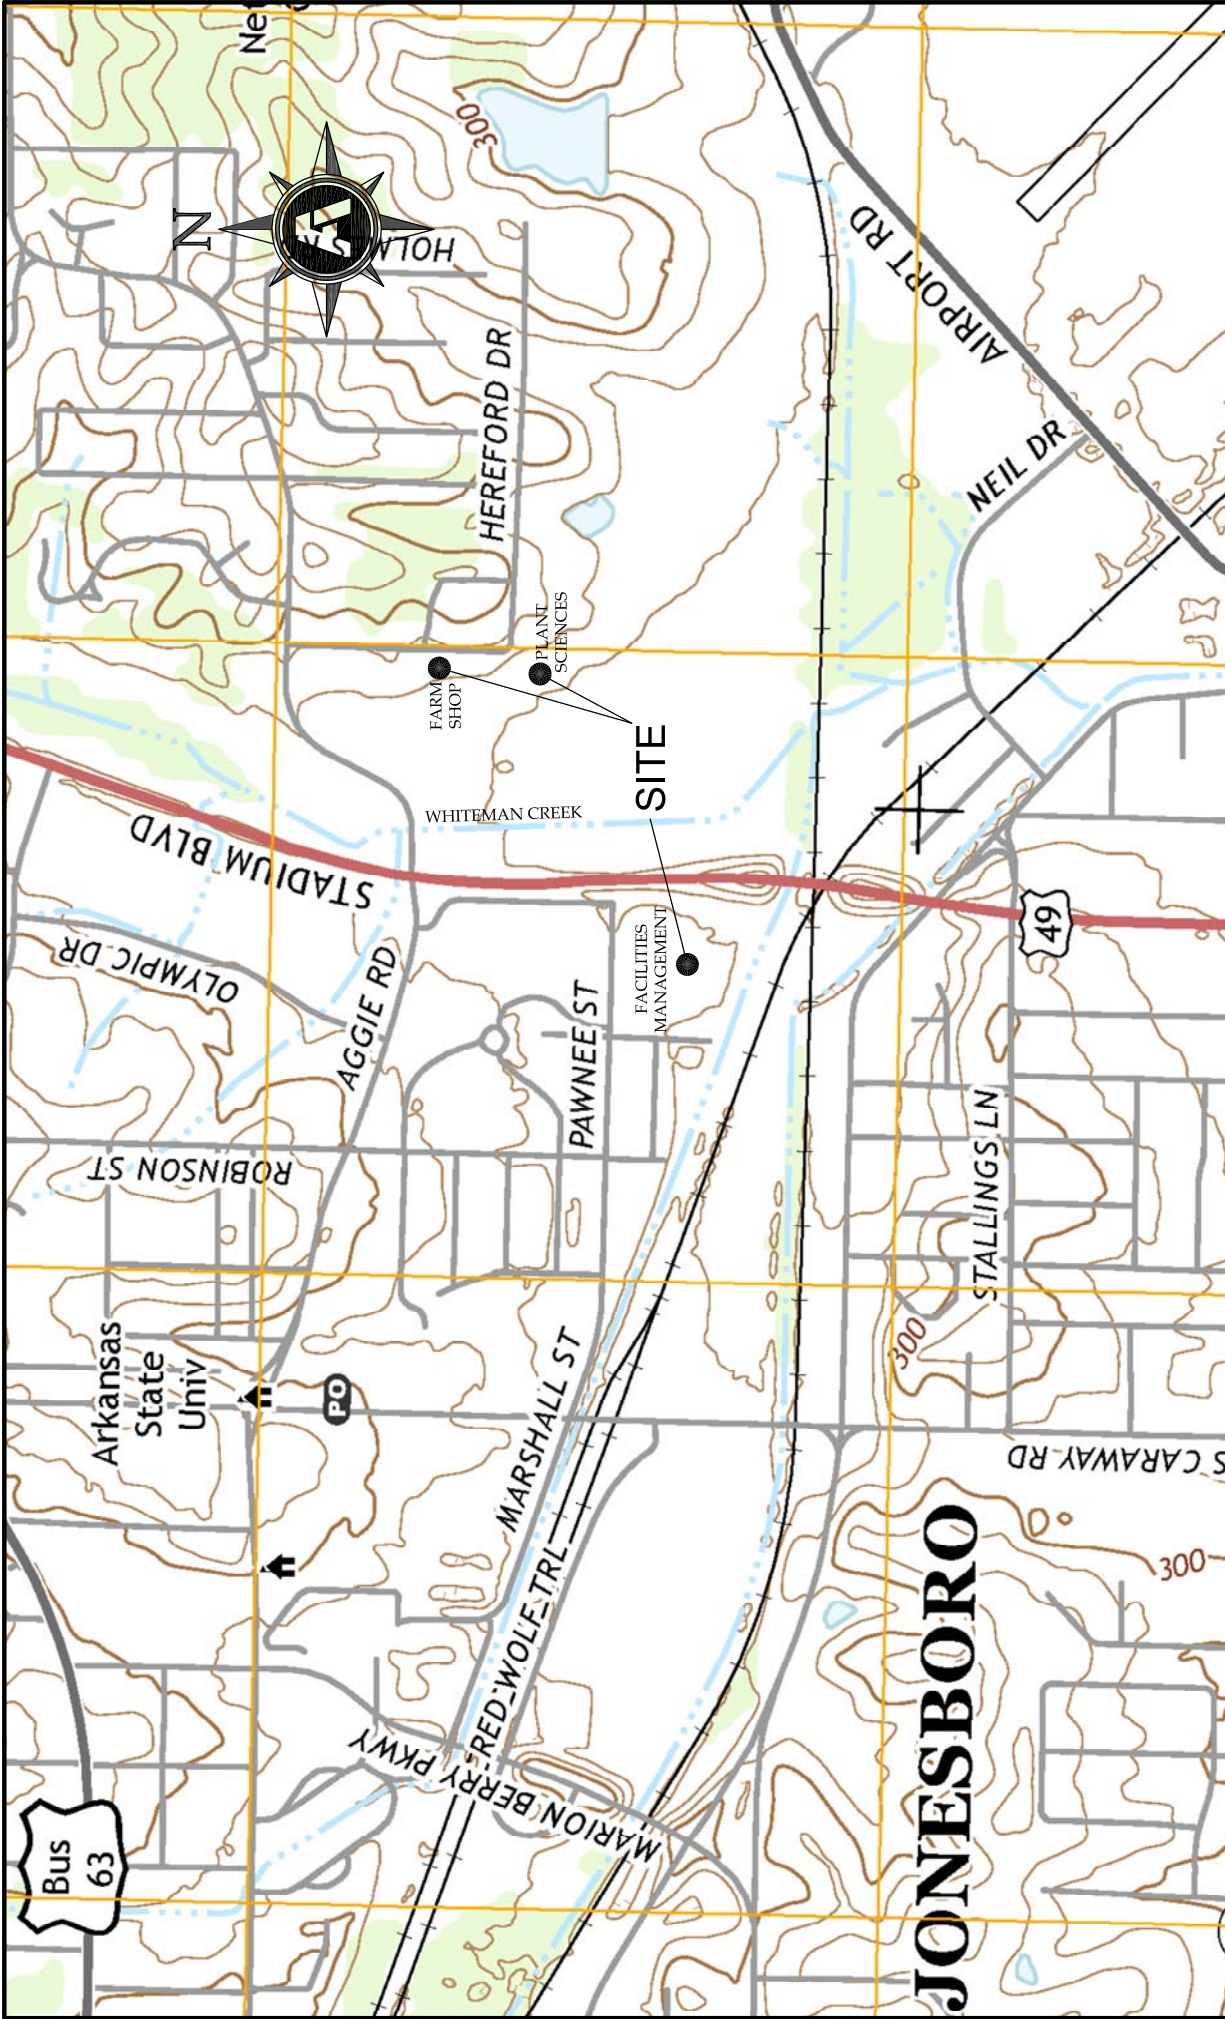 Net
N
HOLMES RD
300
HEREFORD DR
AIRPORT RD
NEIL DR
FARM
SHOP
PLANT
SCIENCES
SITE
WHITEMAN CREEK
STADIUM BLVD
FACILITIES
MANAGEMENT
49
OLYMPIC DR
AGGIE RD
PAWNEE ST
ROBINSON ST
STALLINGS LN
Arkansas
State
Univ
PO
MARSHALL ST
300
S CARAWAY RD
RED WOLF TRL
MARION BERRY PKWY
300
Bus
63
JONESBORO